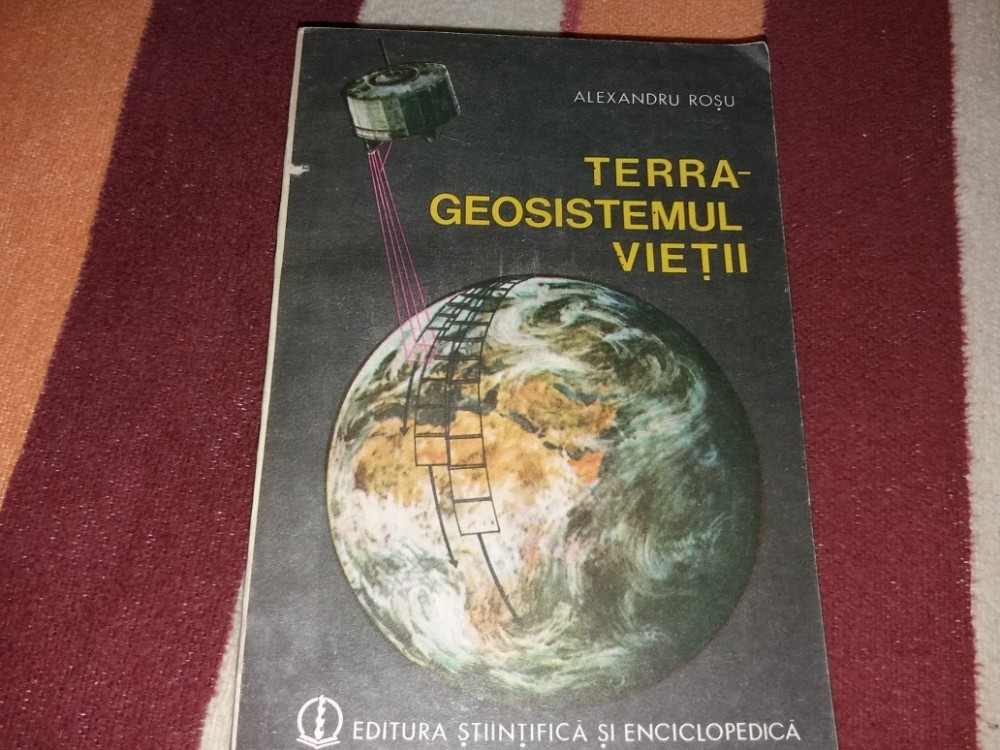 ALEXANDRU ROȘU
TERRA-
GEOSISTEMUL
VIEȚII
EDITURA ȘTIINȚIFICĂ ȘI ENCICLOPEDICĂ